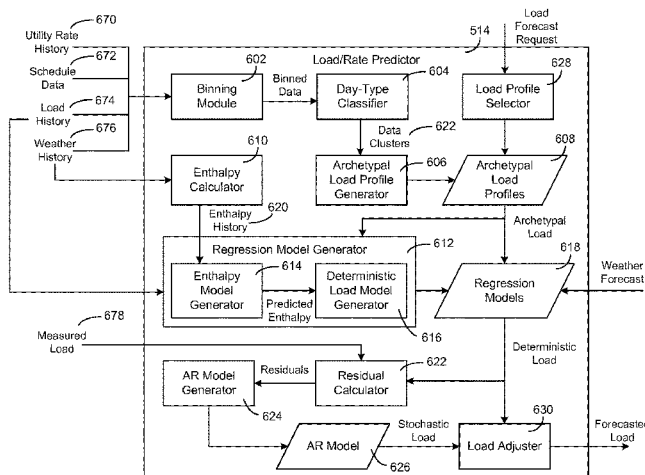 670
Utility Rate
History
672
Schedule
Data
674
Load
History
676
Weather
History
514
Load
Forecast
Request
Load/Rate Predictor
602
Binning
Module
Binned
Data
604
Day-Type
Classifier
628
Load Profile
Selector
Data
Clusters
622
610
Enthalpy
Calculator
606
Archetypal
Load Profile
Generator
608
Archetypal
Load
Profiles
Enthalpy
History
620
Archetypal
Load
612
Regression Model Generator
614
Enthalpy
Model
Generator
Predicted
Enthalpy
Deterministic
Load Model
Generator
616
618
Regression
Models
Weather
Forecast
678
Measured
Load
Deterministic
Load
AR Model
Generator
624
Residuals
622
Residual
Calculator
AR Model
626
Stochastic
Load
630
Load Adjuster
Forecasted
Load